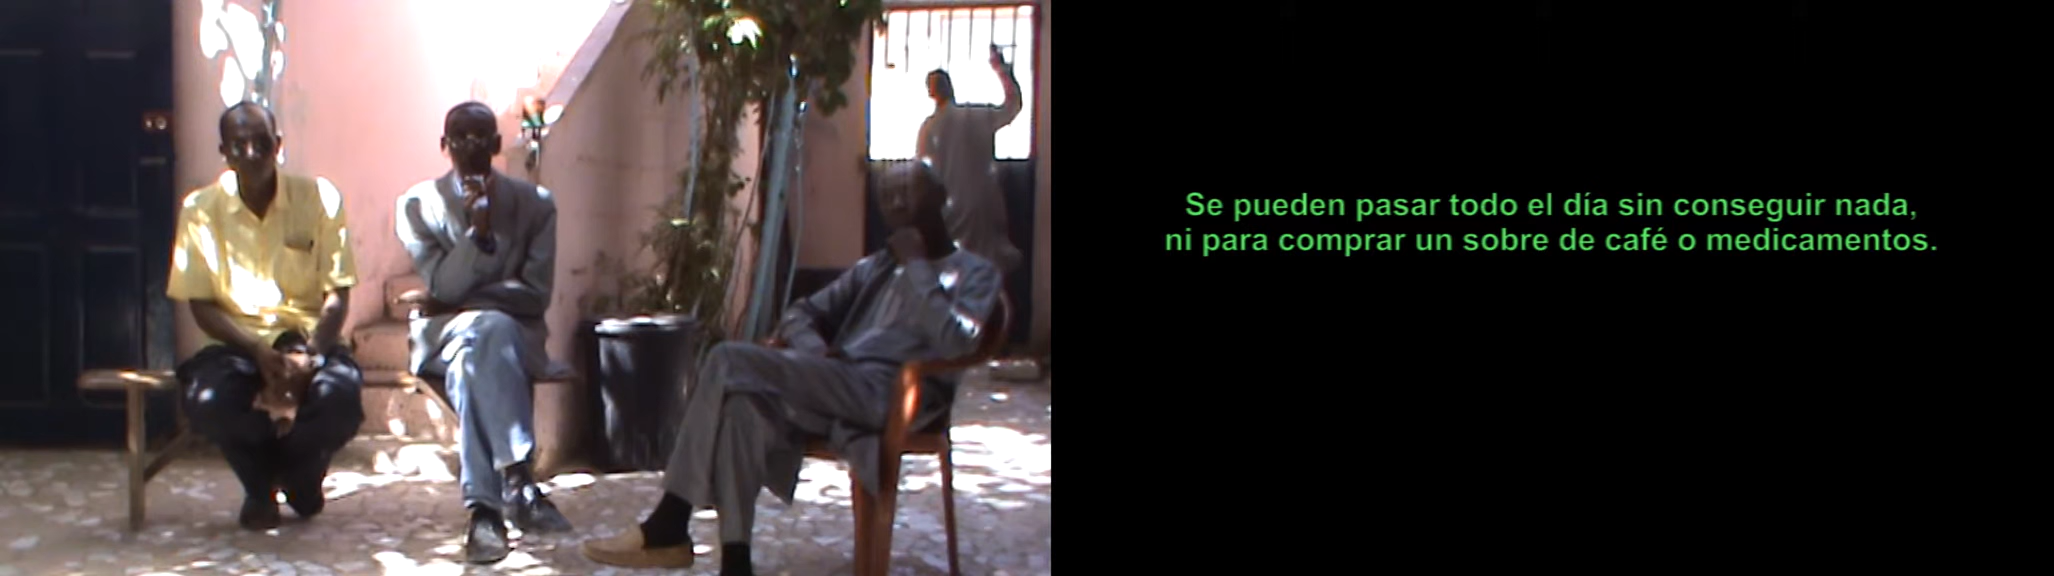 Se pueden pasar todo el día sin conseguir nada,
ni para comprar un sobre de café o medicamentos.